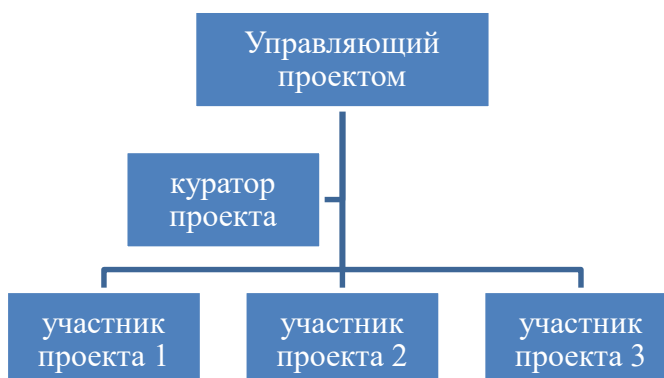 Управляющий
проектом
куратор
проекта
участник
проекта 1
участник
проекта 2
участник
проекта 3